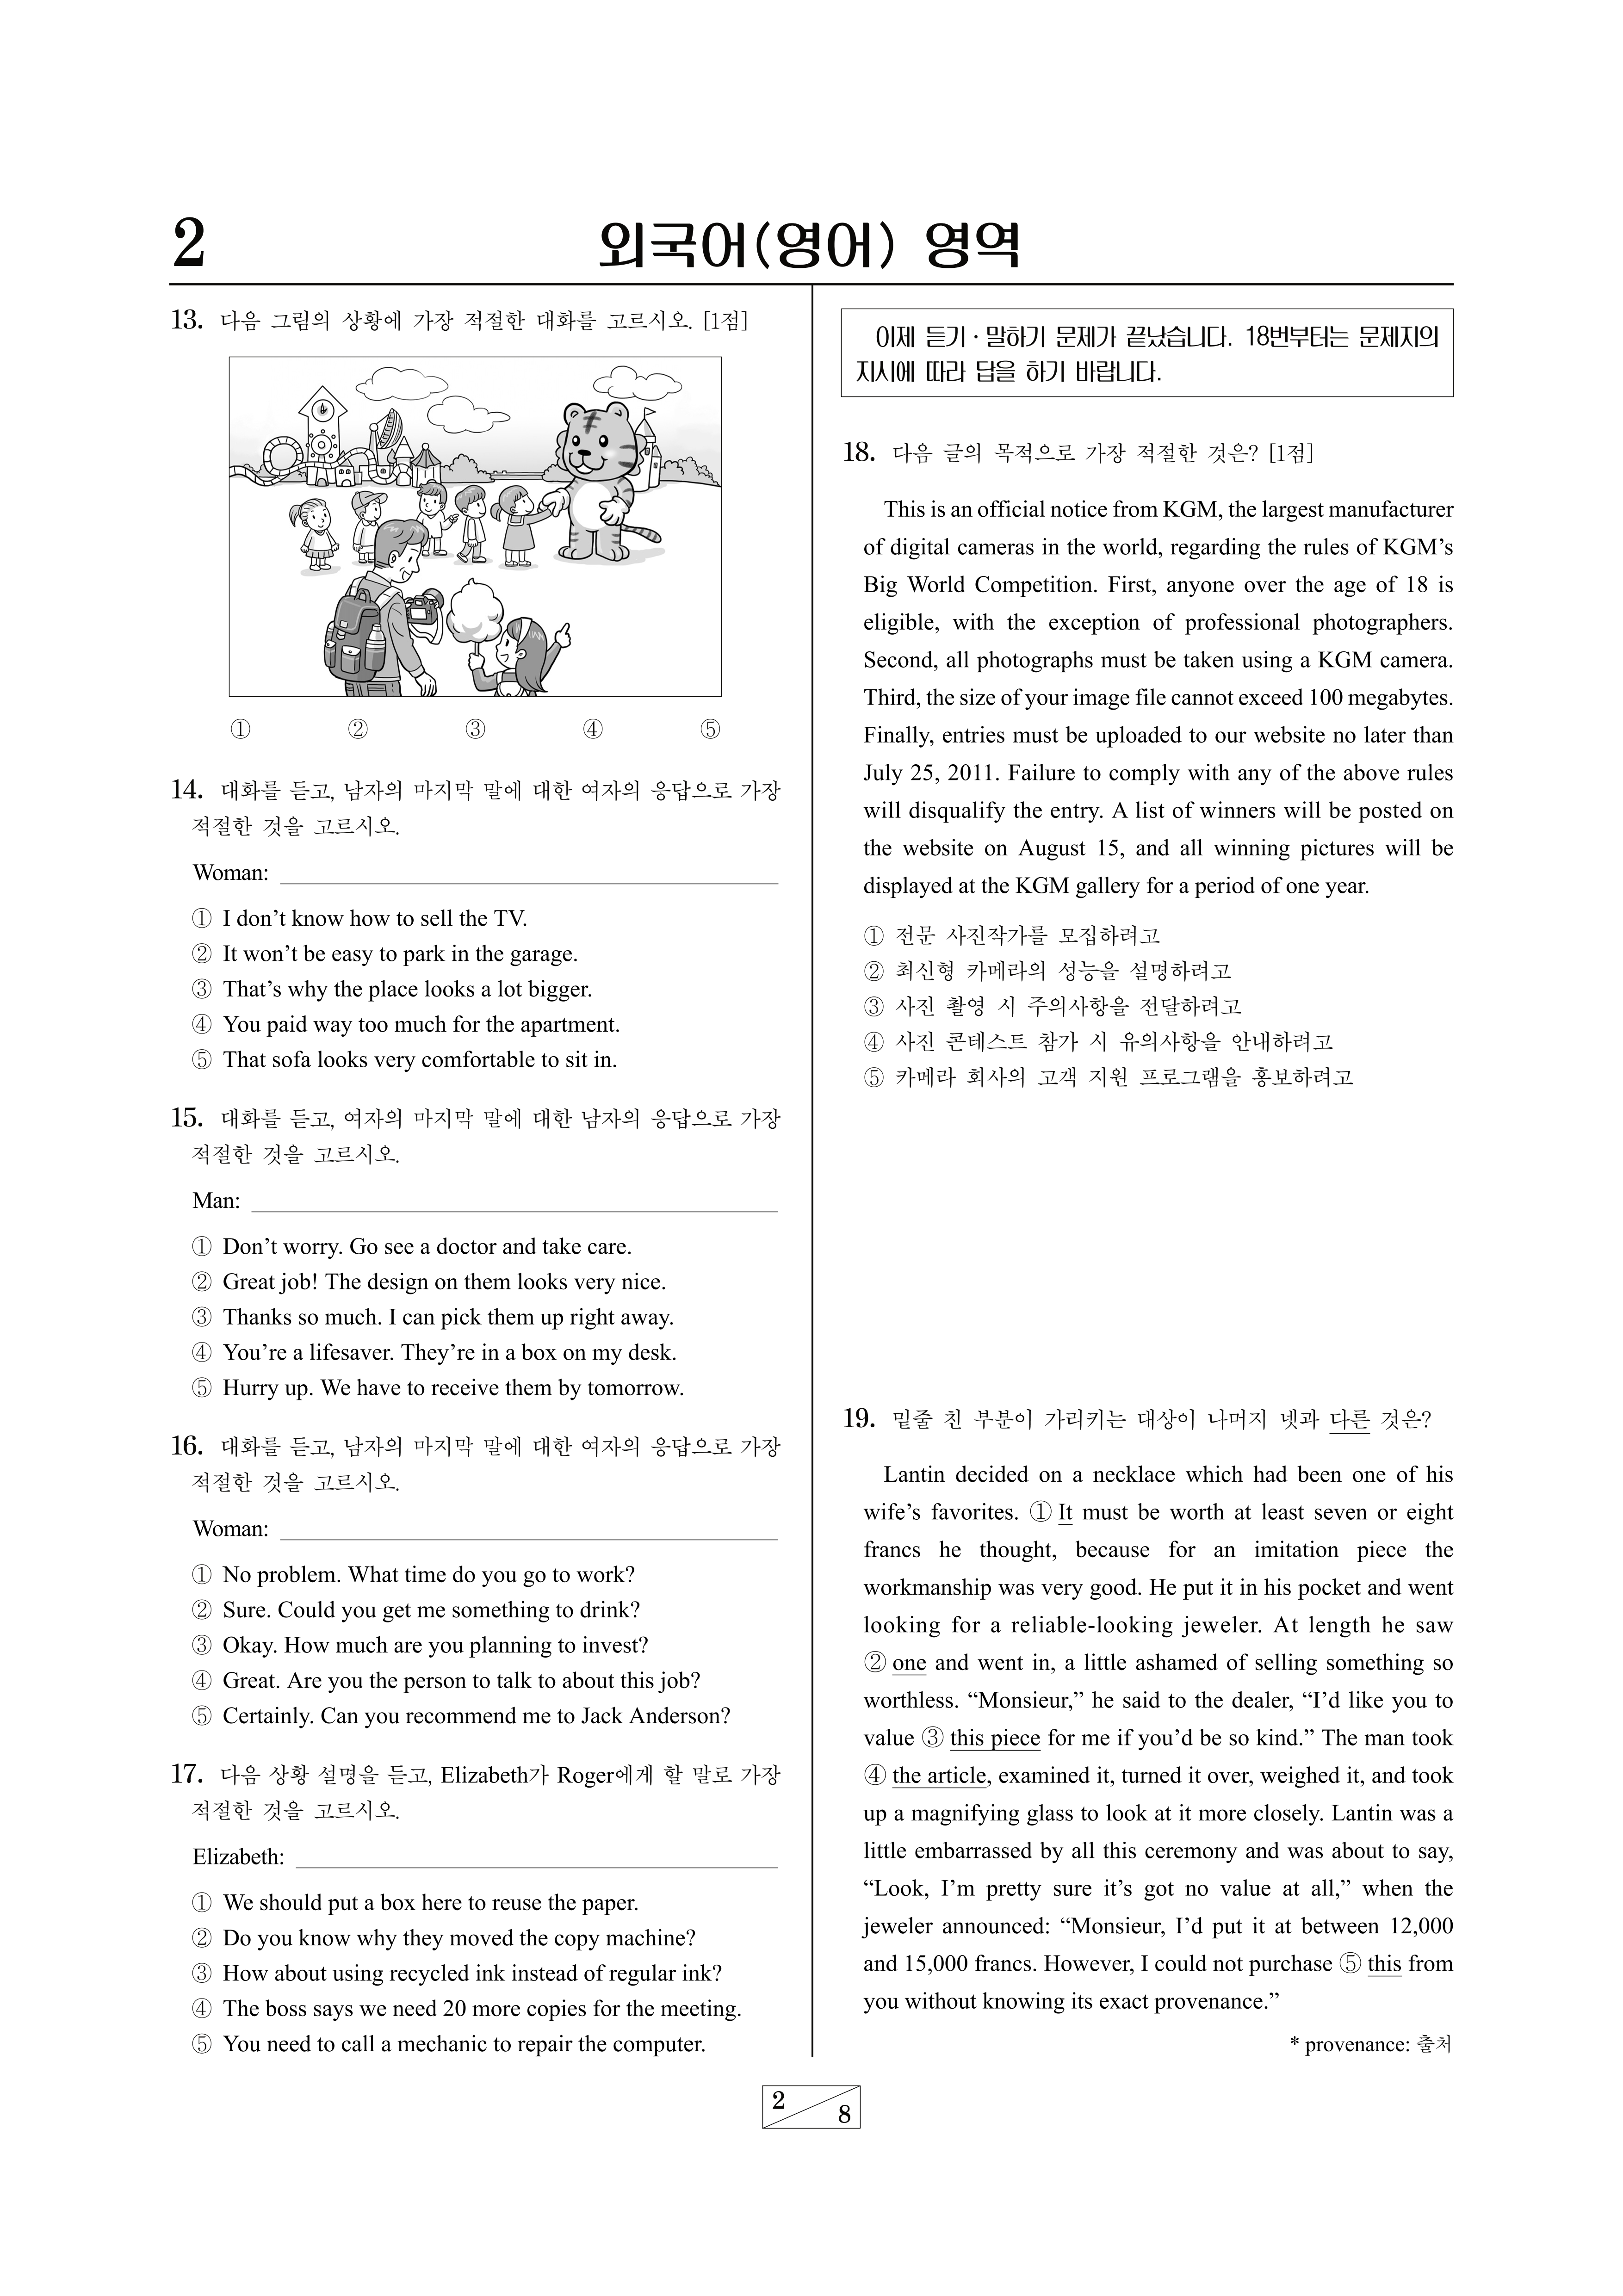 2
외국어(영어) 영역
13. 다음 그림의 상황에 가장 적절한 대화를 고르시오. [1점]
① ② ③ ④ ⑤
14. 대화를 듣고, 남자의 마지막 말에 대한 여자의 응답으로 가장
적절한 것을 고르시오.
Woman:
① I don’t know how to sell the TV.
② It won’t be easy to park in the garage.
③ That’s why the place looks a lot bigger.
④ You paid way too much for the apartment.
⑤ That sofa looks very comfortable to sit in.
15. 대화를 듣고, 여자의 마지막 말에 대한 남자의 응답으로 가장
적절한 것을 고르시오.
Man:
① Don’t worry. Go see a doctor and take care.
② Great job! The design on them looks very nice.
③ Thanks so much. I can pick them up right away.
④ You’re a lifesaver. They’re in a box on my desk.
⑤ Hurry up. We have to receive them by tomorrow.
16. 대화를 듣고, 남자의 마지막 말에 대한 여자의 응답으로 가장
적절한 것을 고르시오.
Woman:
① No problem. What time do you go to work?
② Sure. Could you get me something to drink?
③ Okay. How much are you planning to invest?
④ Great. Are you the person to talk to about this job?
⑤ Certainly. Can you recommend me to Jack Anderson?
17. 다음 상황 설명을 듣고, Elizabeth가 Roger에게 할 말로 가장
적절한 것을 고르시오.
Elizabeth:
① We should put a box here to reuse the paper.
② Do you know why they moved the copy machine?
③ How about using recycled ink instead of regular ink?
④ The boss says we need 20 more copies for the meeting.
⑤ You need to call a mechanic to repair the computer.
이제 듣기·말하기 문제가 끝났습니다. 18번부터는 문제지의
지시에 따라 답을 하기 바랍니다.
18. 다음 글의 목적으로 가장 적절한 것은? [1점]
This is an official notice from KGM, the largest manufacturer
of digital cameras in the world, regarding the rules of KGM’s
Big World Competition. First, anyone over the age of 18 is
eligible, with the exception of professional photographers.
Second, all photographs must be taken using a KGM camera.
Third, the size of your image file cannot exceed 100 megabytes.
Finally, entries must be uploaded to our website no later than
July 25, 2011. Failure to comply with any of the above rules
will disqualify the entry. A list of winners will be posted on
the website on August 15, and all winning pictures will be
displayed at the KGM gallery for a period of one year.
① 전문 사진작가를 모집하려고
② 최신형 카메라의 성능을 설명하려고
③ 사진 촬영 시 주의사항을 전달하려고
④ 사진 콘테스트 참가 시 유의사항을 안내하려고
⑤ 카메라 회사의 고객 지원 프로그램을 홍보하려고
19. 밑줄 친 부분이 가리키는 대상이 나머지 넷과 다른 것은?
Lantin decided on a necklace which had been one of his
wife’s favorites. ① It must be worth at least seven or eight
francs he thought, because for an imitation piece the
workmanship was very good. He put it in his pocket and went
looking for a reliable-looking jeweler. At length he saw
② one and went in, a little ashamed of selling something so
worthless. “Monsieur,” he said to the dealer, “I’d like you to
value ③ this piece for me if you’d be so kind.” The man took
④ the article, examined it, turned it over, weighed it, and took
up a magnifying glass to look at it more closely. Lantin was a
little embarrassed by all this ceremony and was about to say,
“Look, I’m pretty sure it’s got no value at all,” when the
jeweler announced: “Monsieur, I’d put it at between 12,000
and 15,000 francs. However, I could not purchase ⑤ this from
you without knowing its exact provenance.”
* provenance: 출처
2
8